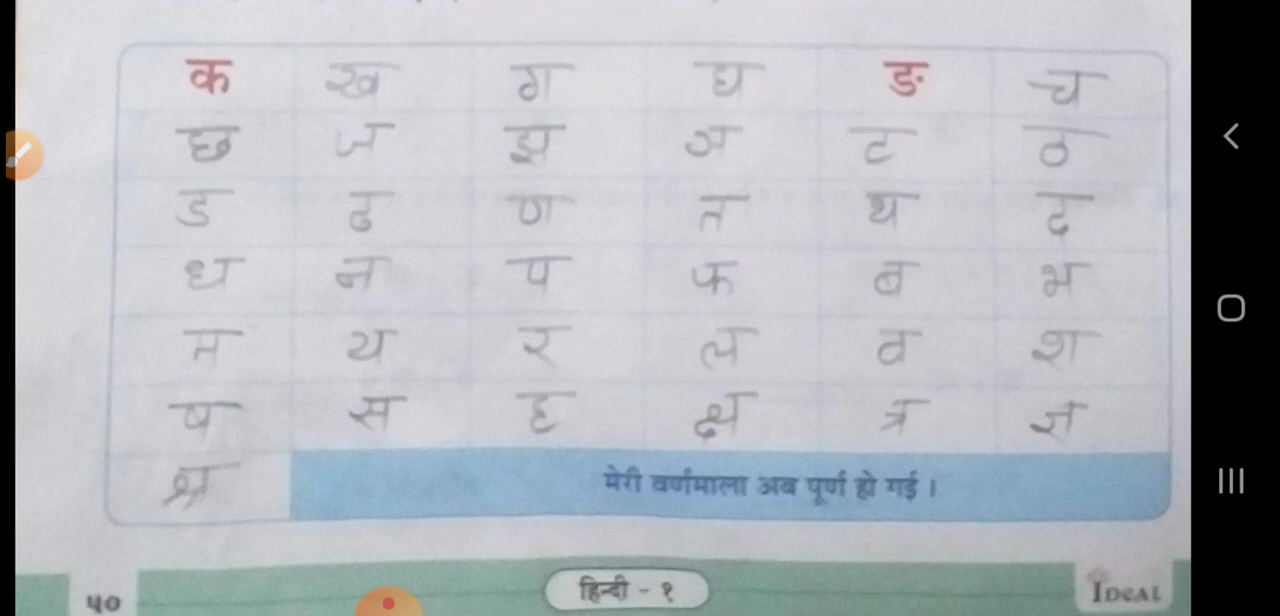 क ख ग घ ङ च
छ ज झ ञ ट ठ
ड ढ ण त थ द
ध न प फ ब भ
म य र ल व श
ष स ह क्ष त्र ज्ञ
श्र
मेरी वर्णमाला अब पूर्ण हो गई ।
५० हिन्दी - १ IDEAL